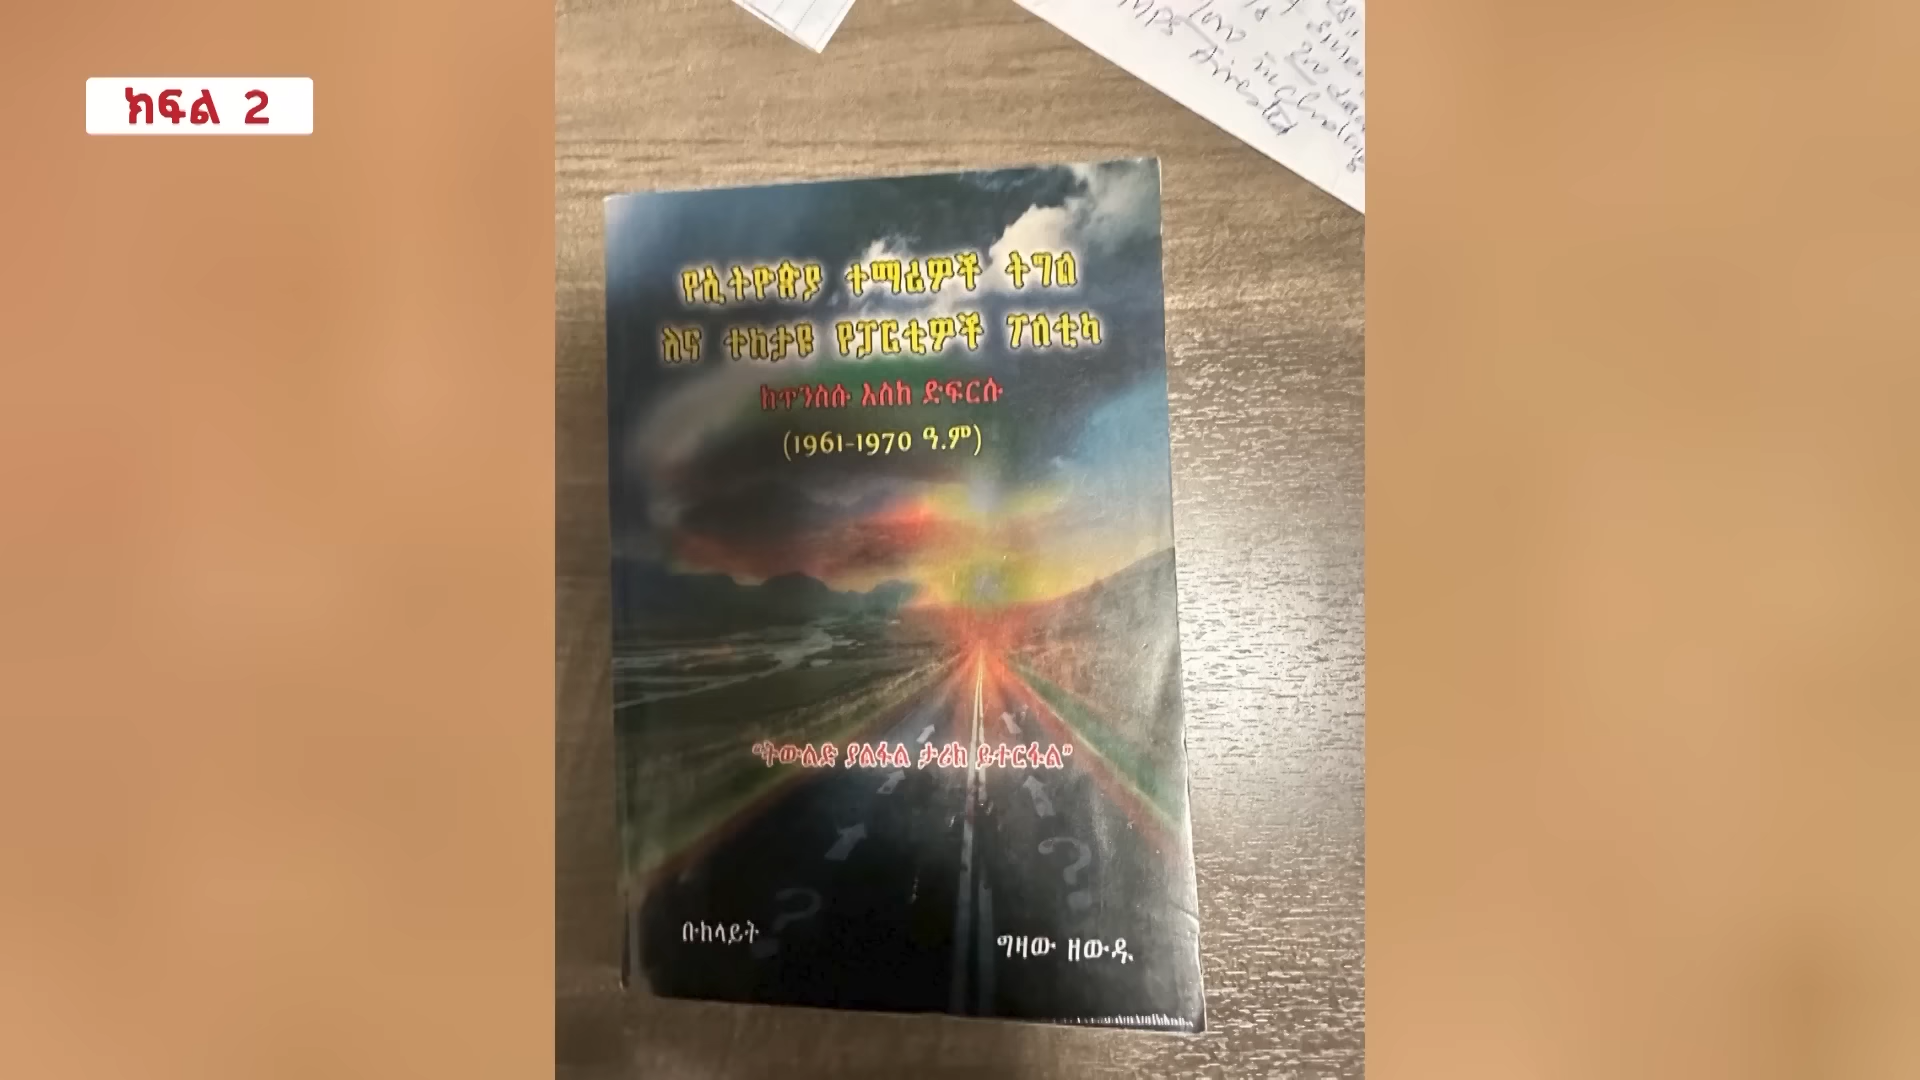 ክፍል 2
የኢትዮጵያ ተማሪዎች ትግል
እና ተከታዩ የፓርቲዎች ፖለቲካ
ከጥንስሱ እስከ ድፍርሱ
(1961-1970 ዓ.ም)
“ትውልድ ያልፋል ታሪክ ይተርፋል”
ቡክላይት
ግዛው ዘውዱ